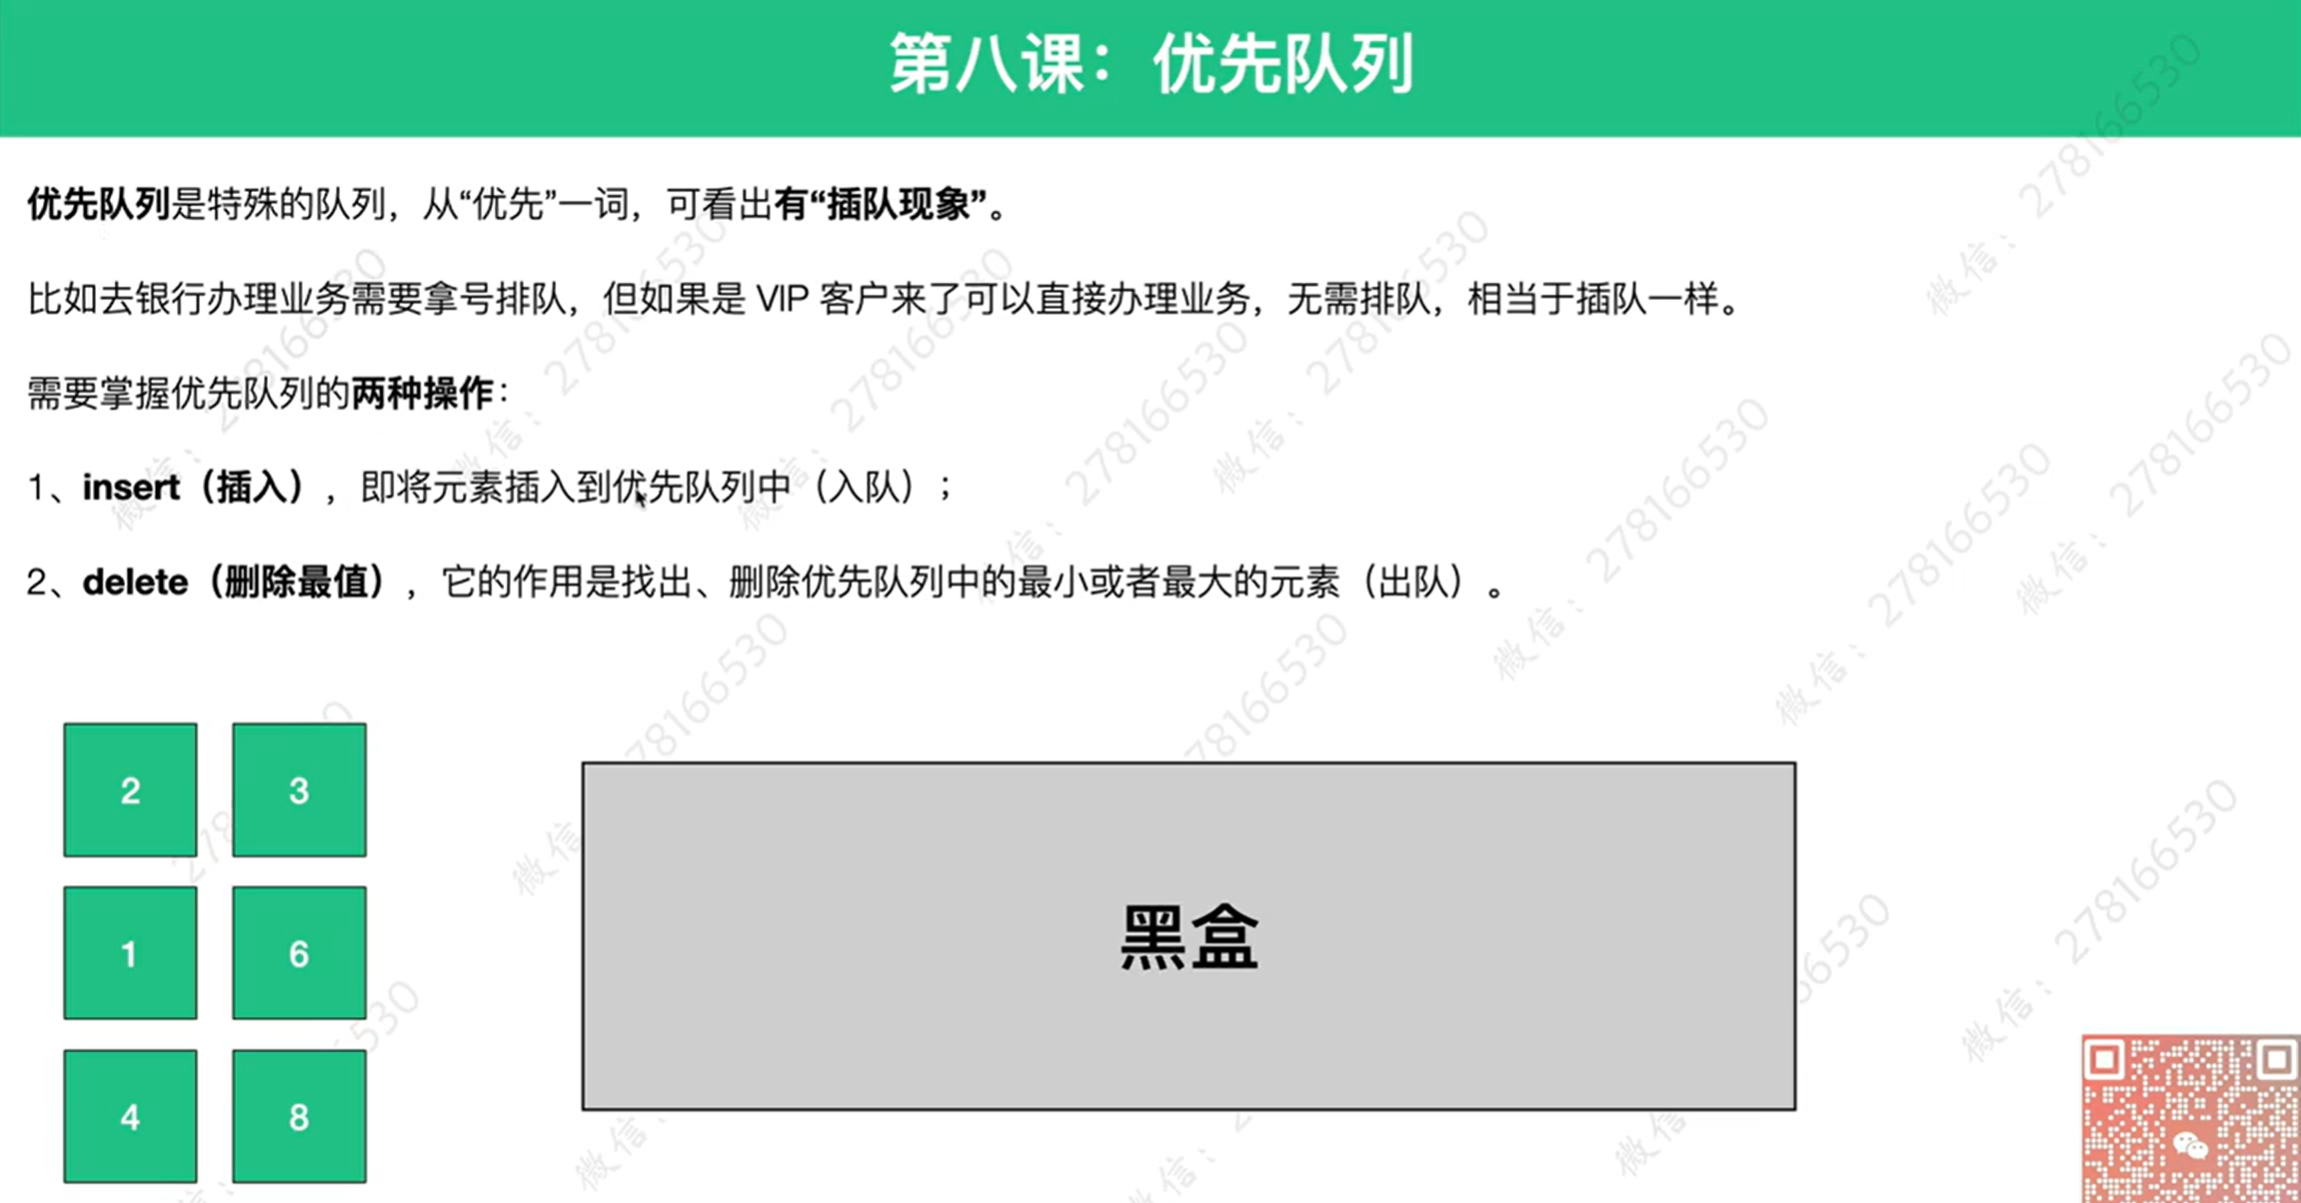 第八课：优先队列
优先队列是特殊的队列，从“优先”一词，可看出有“插队现象”。
比如去银行办理业务需要拿号排队，但如果是 VIP 客户来了可以直接办理业务，无需排队，相当于插队一样。
需要掌握优先队列的两种操作：
1、insert（插入），即将元素插入到优先队列中（入队）；
2、delete（删除最值），它的作用是找出、删除优先队列中的最小或者最大的元素（出队）。
2 3
1 6
4 8
黑盒
微信、278166530